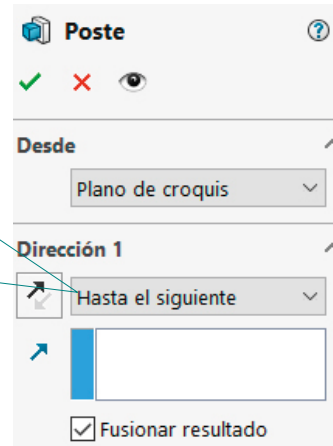 Poste
Desde
Plano de croquis
Dirección 1
Hasta el siguiente
Fusionar resultado